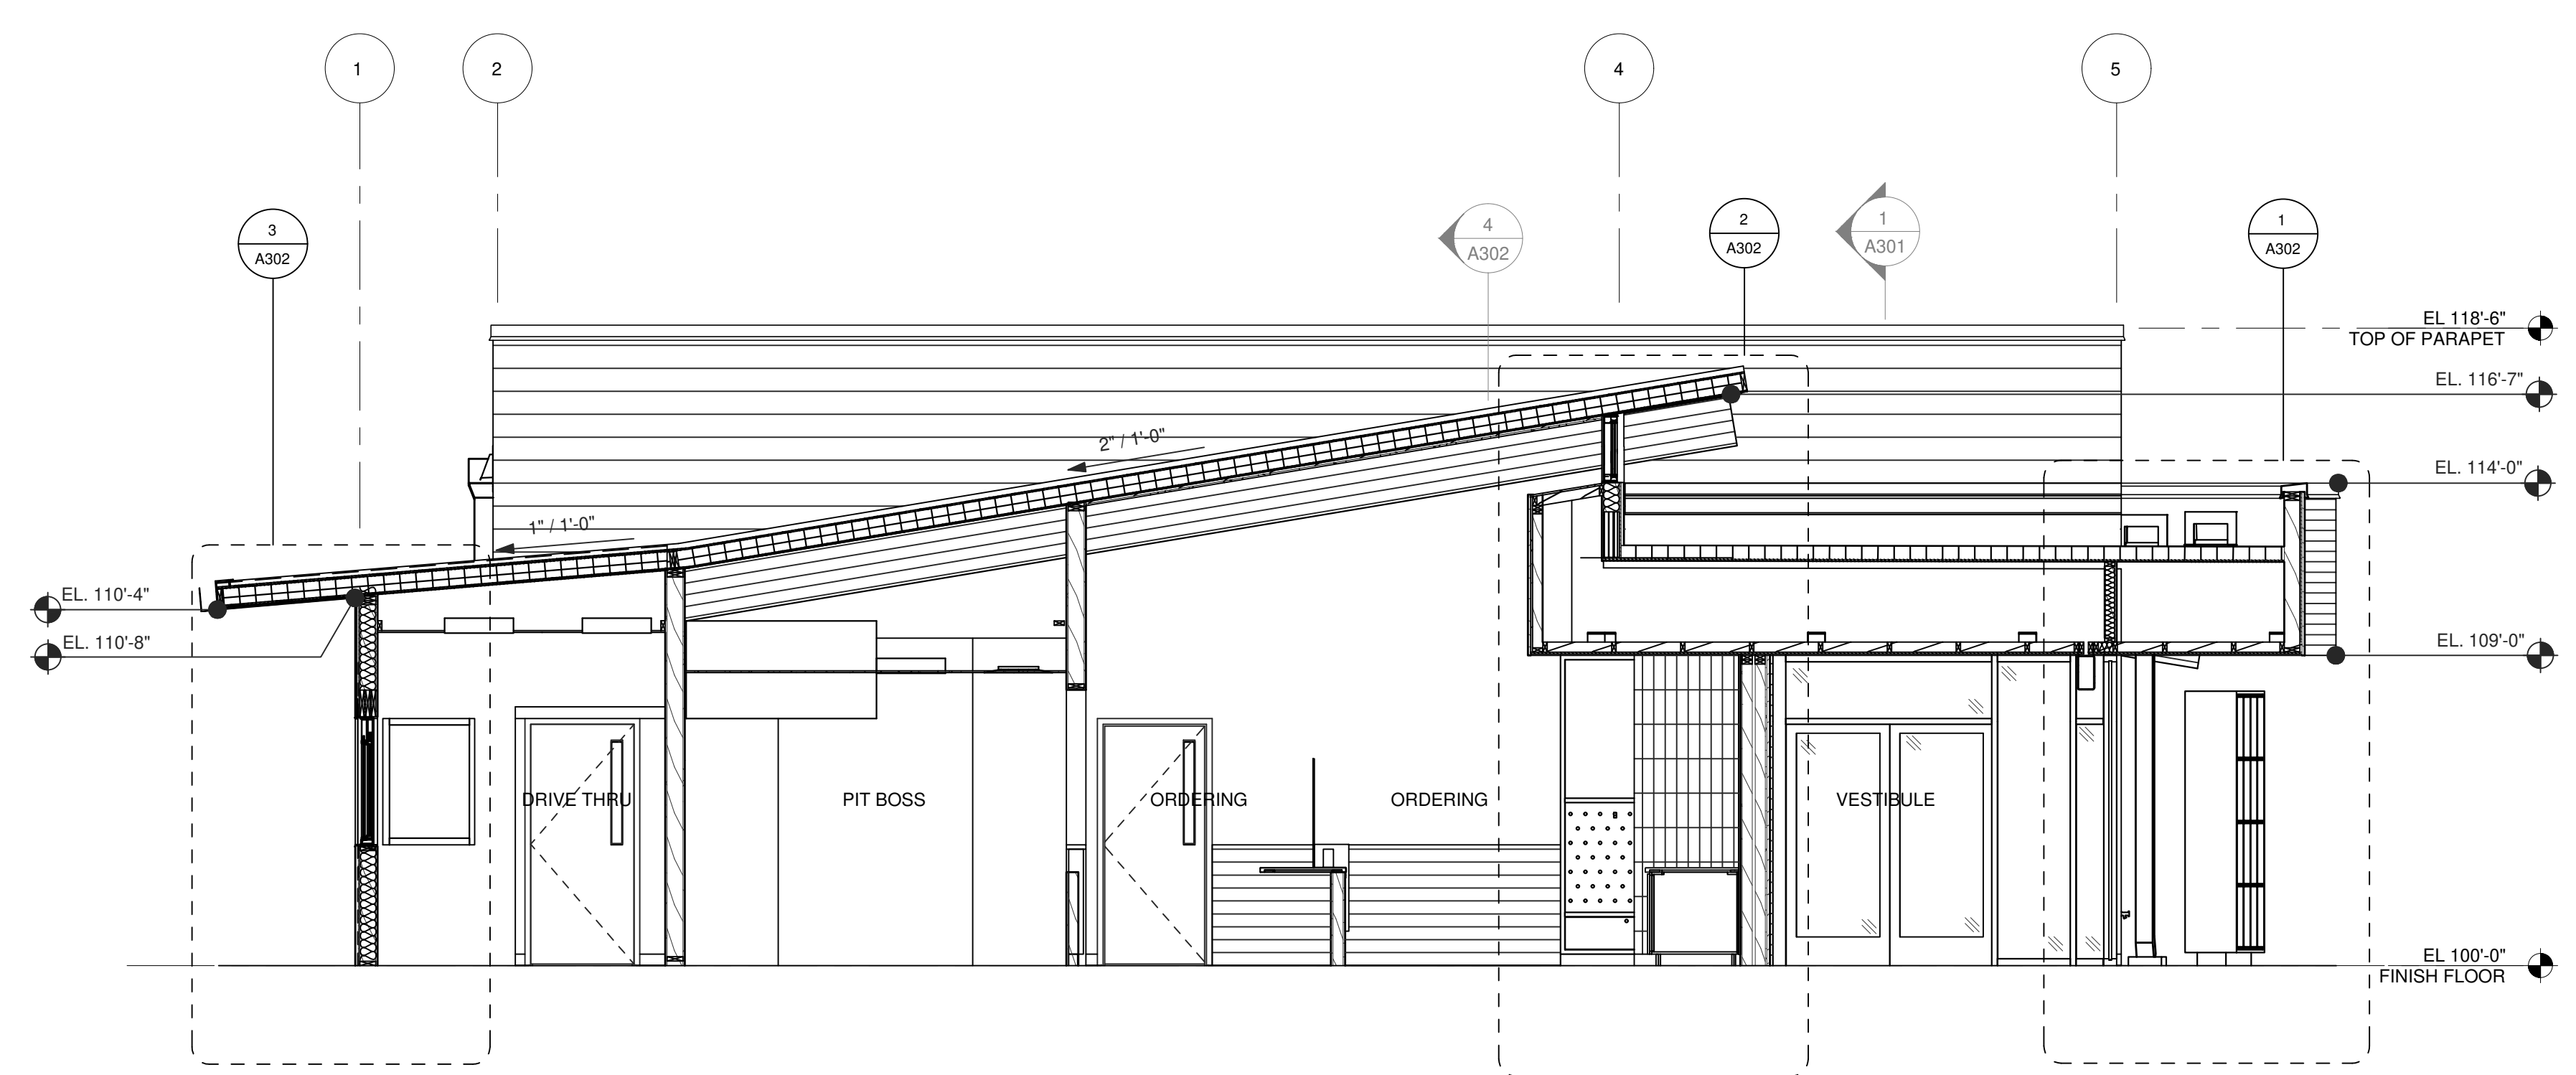 1
2
4
5
3
A302
4
A302
2
A302
1
A301
1
A302
EL 118'-6"
TOP OF PARAPET
EL. 116'-7"
2" / 1'-0"
EL. 114'-0"
1" / 1'-0"
EL. 110'-4"
EL. 110'-8"
EL. 109'-0"
DRIVE THRU
PIT BOSS
ORDERING
ORDERING
VESTIBULE
EL 100'-0"
FINISH FLOOR